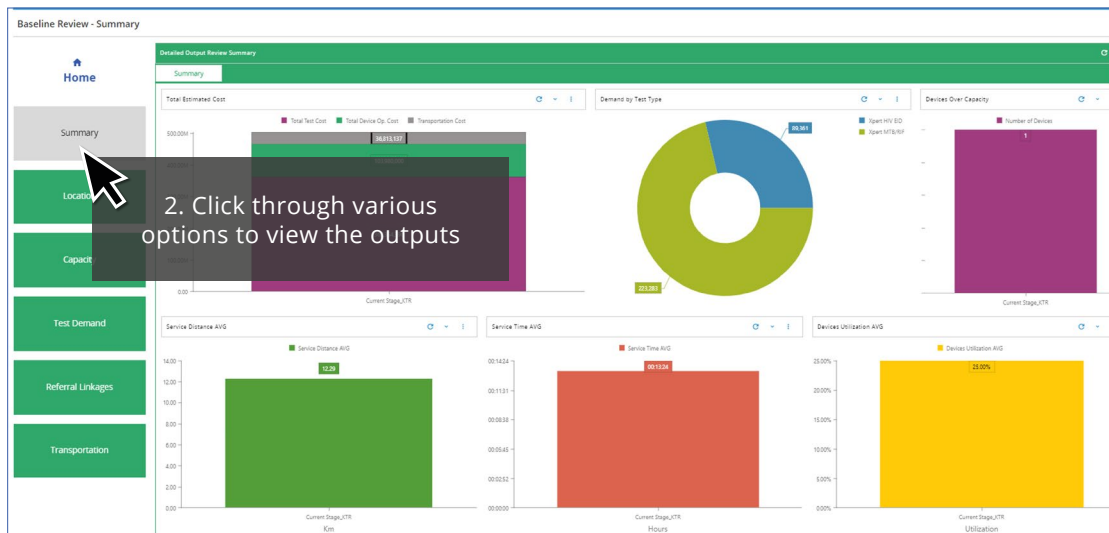 Baseline Review - Summary
Home
Summary
Capacity
Test Demand
Referral Linkages
Transportation
Detailed Output Review Summary
Summary
Total Estimated Cost
Total Test Cost Total Device Op. Cost Transportation Cost
500.00M
36,813,137
0.00
Current Stage_KTR
2. Click through various
options to view the outputs
Demand by Test Type
Xpert HIV EID
Xpert MTB/RIF
89,361
223,283
Devices Over Capacity
Number of Devices
1
Current Stage_KTR
Service Distance AVG
Service Distance AVG
14.00
12.29
12.00
10.00
8.00
6.00
4.00
2.00
0.00
Current Stage_KTR
Km
Service Time AVG
Service Time AVG
00:14:24
00:13:24
00:11:31
00:08:38
00:05:45
00:02:52
00:00:00
Current Stage_KTR
Hours
Devices Utilization AVG
Devices Utilization AVG
25.00%
25.00%
20.00%
15.00%
10.00%
5.00%
0.00%
Current Stage_KTR
Utilization